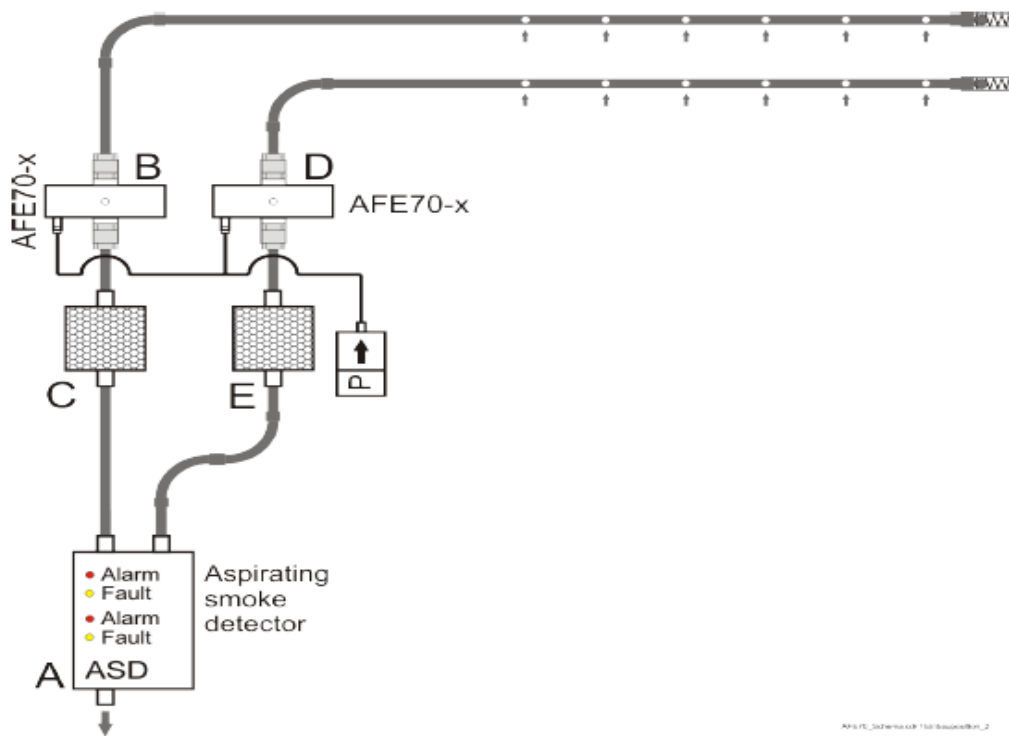 B
D
AFE70-x
AFE70-x
P
C
E
Alarm
Fault
Alarm
Fault
Aspirating
smoke
detector
A
ASD